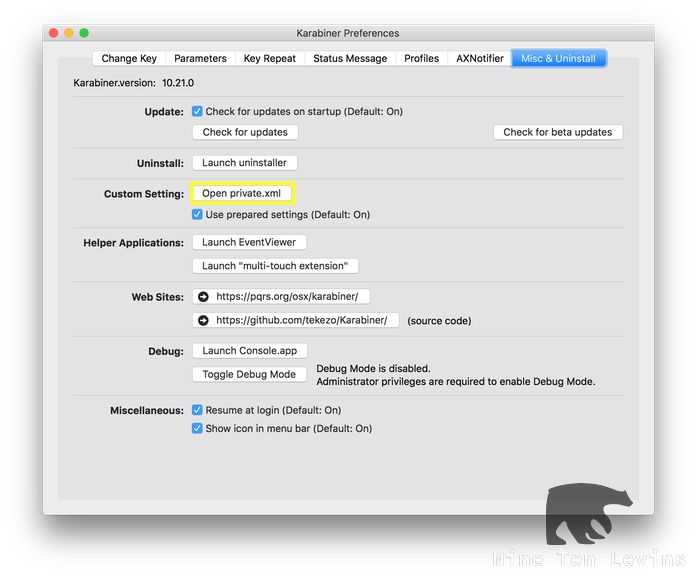 Karabiner Preferences
Change Key Parameters Key Repeat Status Message Profiles AXNotifier Misc & Uninstall
Karabiner.version: 10.21.0
Update: Check for updates on startup (Default: On)
Check for updates Check for beta updates
Uninstall: Launch uninstaller
Custom Setting: Open private.xml
Use prepared settings (Default: On)
Helper Applications: Launch EventViewer
Launch "multi-touch extension"
Web Sites: https://pqrs.org/osx/karabiner/
https://github.com/tekezo/Karabiner/ (source code)
Debug: Launch Console.app
Toggle Debug Mode Debug Mode is disabled.
Administrator privileges are required to enable Debug Mode.
Miscellaneous: Resume at login (Default: On)
Show icon in menu bar (Default: On)
Nine Ten Levins